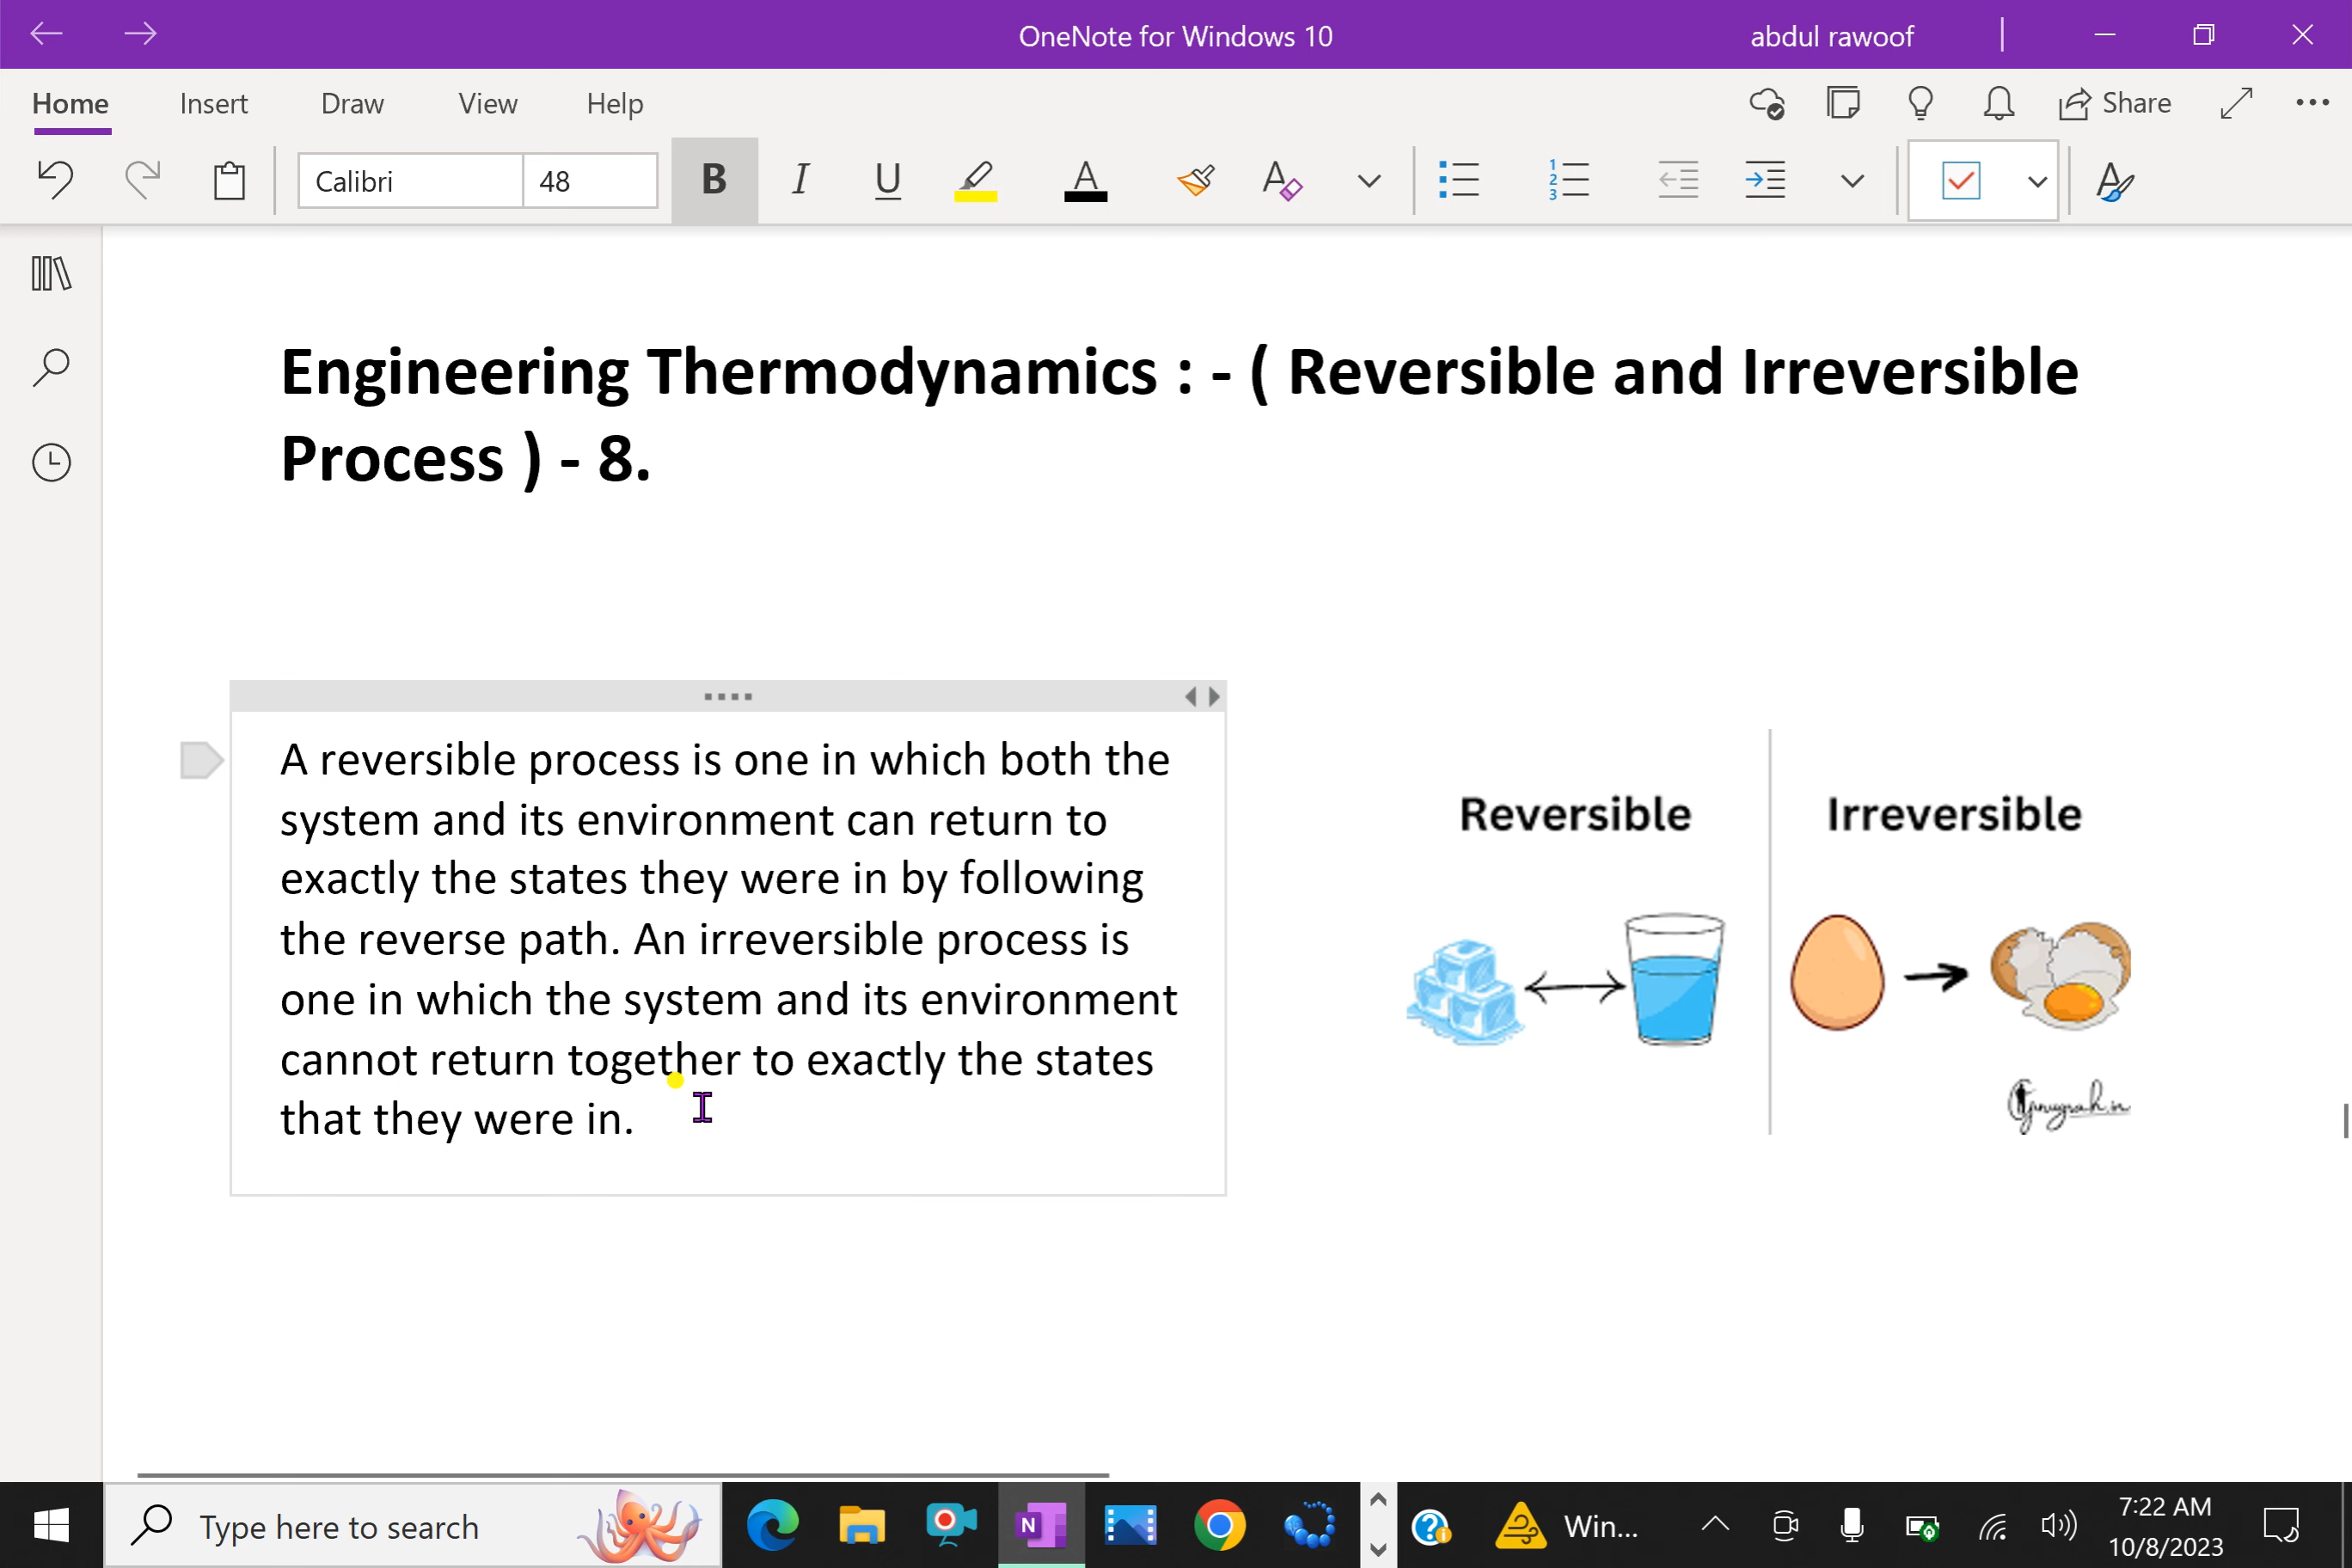 OneNote for Windows 10
abdul rawoof
Home Insert Draw View Help
Share
Calibri 48
B I U A A
Engineering Thermodynamics : - ( Reversible and Irreversible
Process ) - 8.
A reversible process is one in which both the
system and its environment can return to
exactly the states they were in by following
the reverse path. An irreversible process is
one in which the system and its environment
cannot return together to exactly the states
that they were in.
Reversible
Irreversible
Type here to search
Win...
7:22 AM
10/8/2023